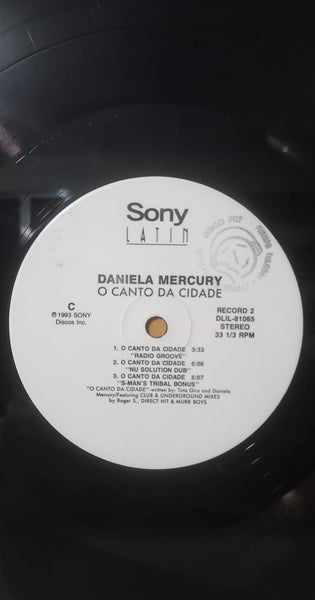 Sony
LATIN
DISCO PIU'
DANIELA MERCURY
O CANTO DA CIDADE
C
℗ 1993 SONY
Discos Inc.
RECORD 2
DLIL-81065
STEREO
33 1/3 RPM
1. O CANTO DA CIDADE 3:33
"RADIO GROOVE"
2. O CANTO DA CIDADE 6:06
"NU SOLUTION DUB"
3. O CANTO DA CIDADE 5:07
"S-MAN'S TRIBAL BONUS"
"O CANTO DA CIDADE" written by: Tote Gira and Daniela
Mercury/Featuring CLUB & UNDERGROUND MIXES
by Roger S., DIRECT HIT & MURK BOYS